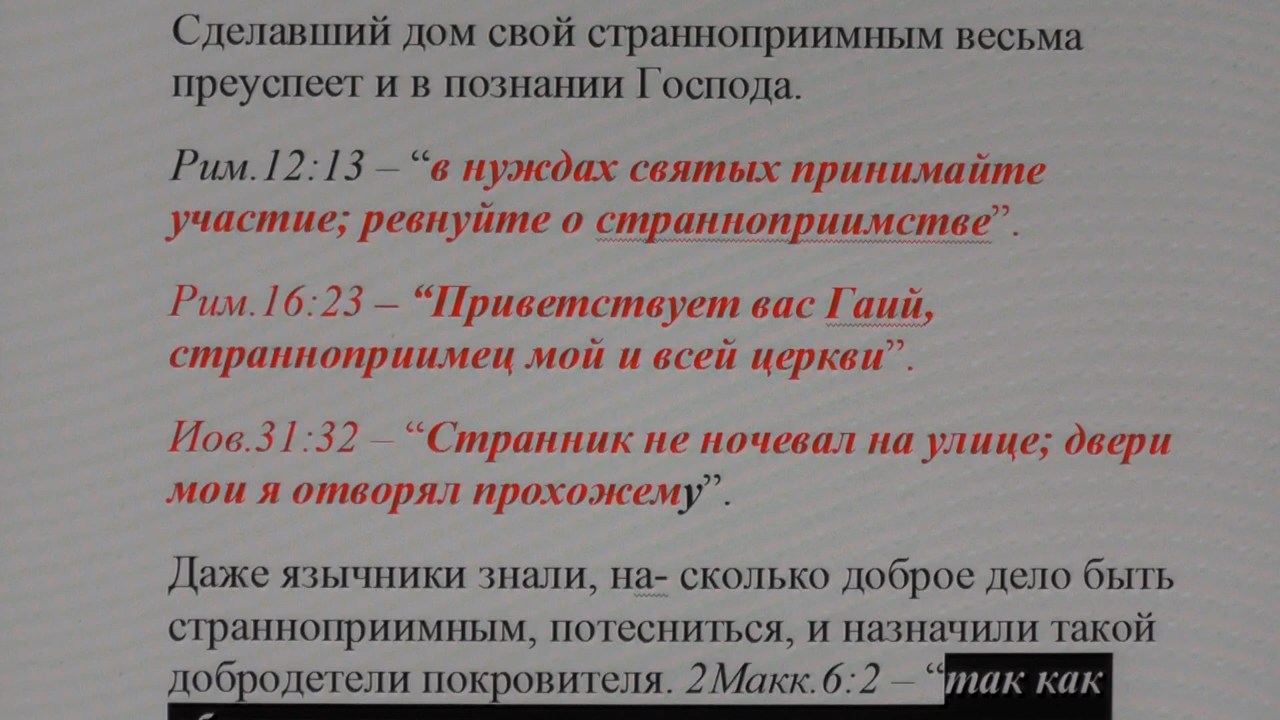 Сделавший дом свой странноприимным весьма
преуспеет и в познании Господа.
Рим.12:13 – “в нуждах святых принимайте
участие; ревнуйте о странноприимстве”.
Рим.16:23 – “Приветствует вас Гаий,
странноприимец мой и всей церкви”.
Иов.31:32 – “Странник не ночевал на улице; двери
мои я отворял прохожему”.
Даже язычники знали, на- сколько доброе дело быть
странноприимным, потесниться, и назначили такой
добродетели покровителя. 2Макк.6:2 – “так как